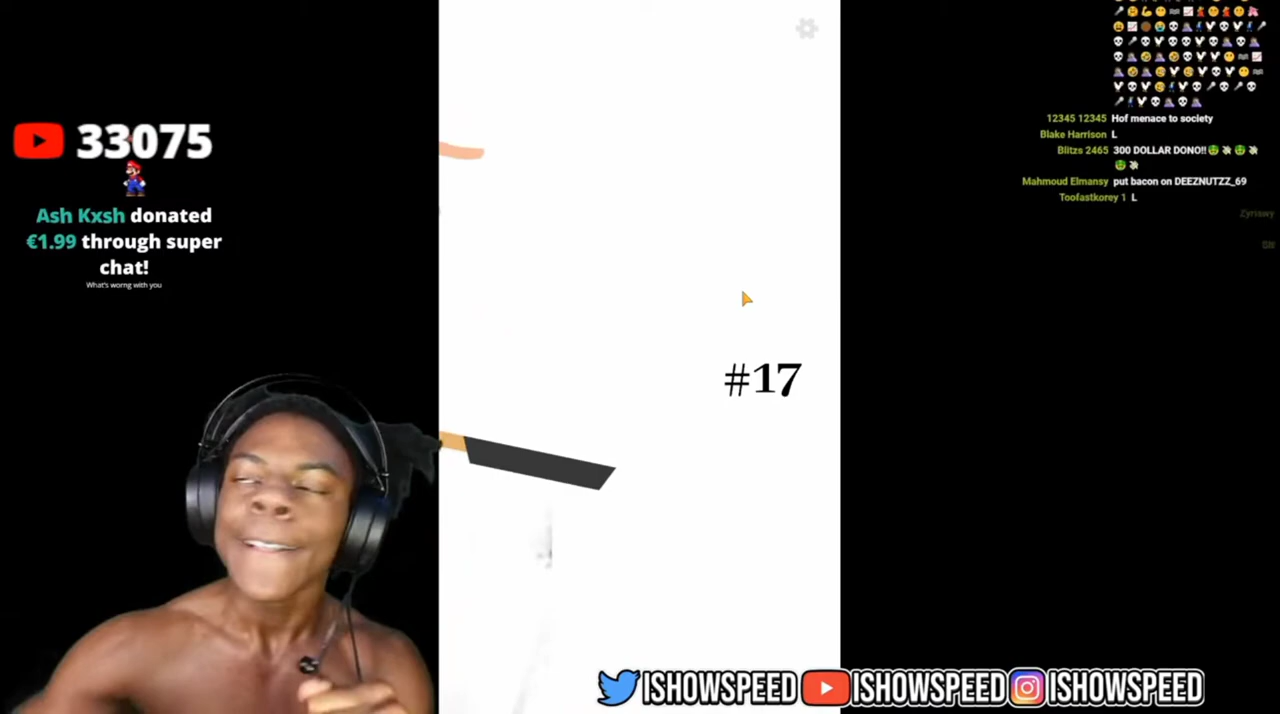 33075
Ash Kxsh donated
€1.99 through super
chat!
What's worng with you
#17
12345 12345 Hof menace to society
Blake Harrison L
Blitzs 2465 300 DOLLAR DONO!!
Mahmoud Elmansy put bacon on DEEZNUTZZ_69
Toofastkorey 1 L
Zyriswy
ISHOWSPEED ISHOWSPEED ISHOWSPEED